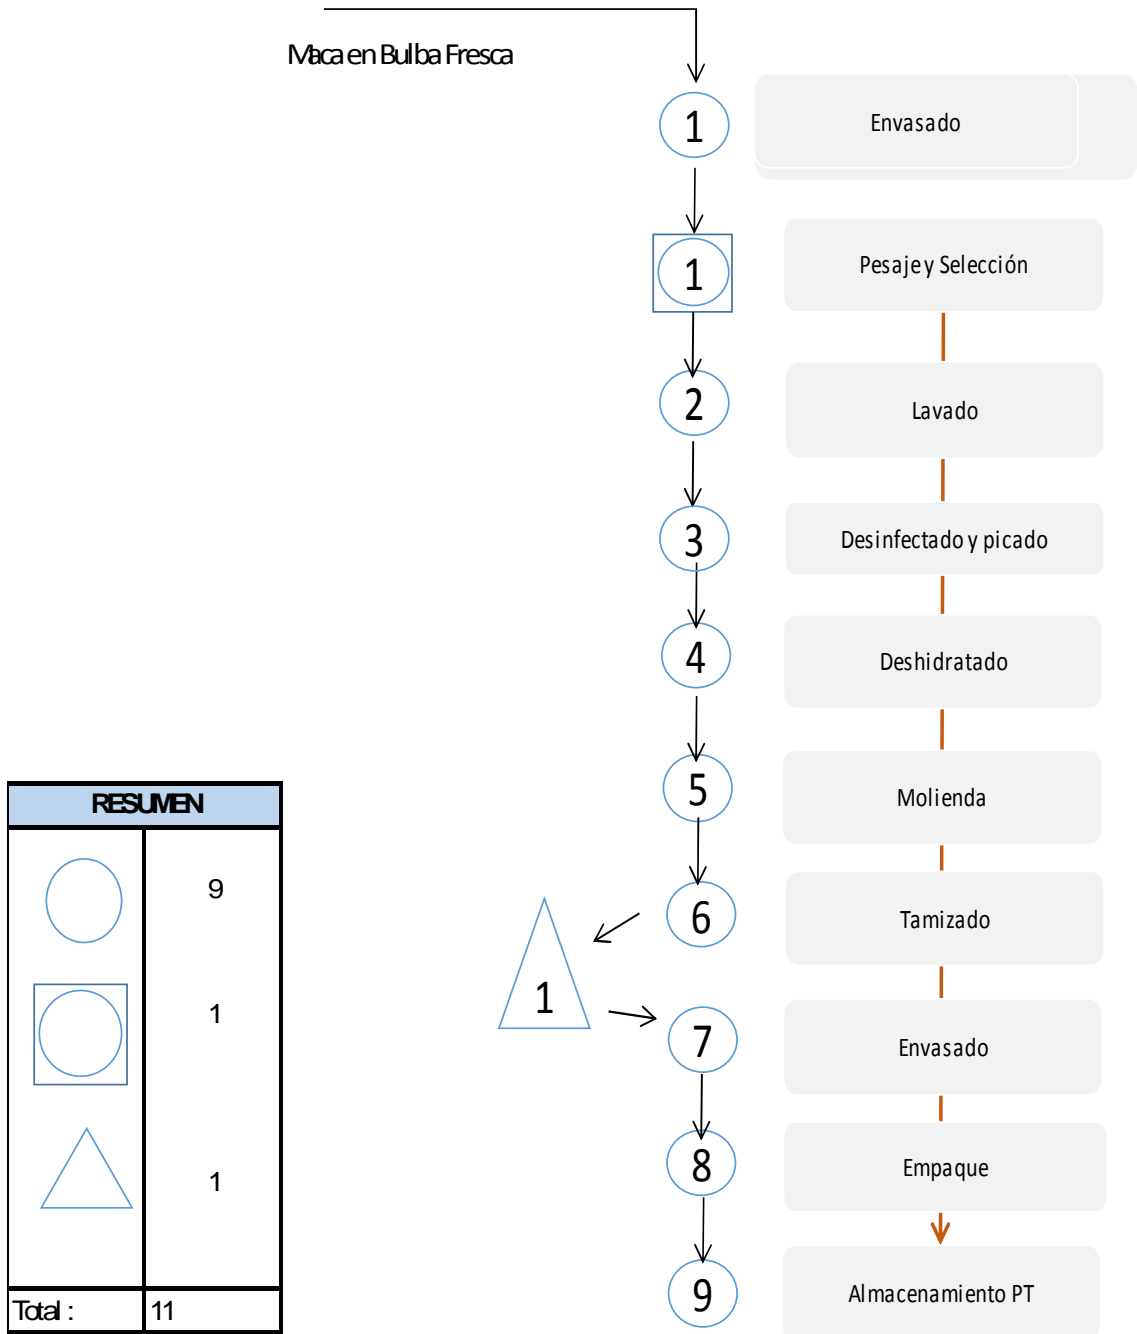 Maca en Bulba Fresca
1 Envasado
1 Pesaje y Selección
2 Lavado
3 Desinfectado y picado
4 Deshidratado
5 Molienda
6 Tamizado
1
7 Envasado
8 Empaque
9 Almacenamiento PT
RESUMEN
9
1
1
Total : 11